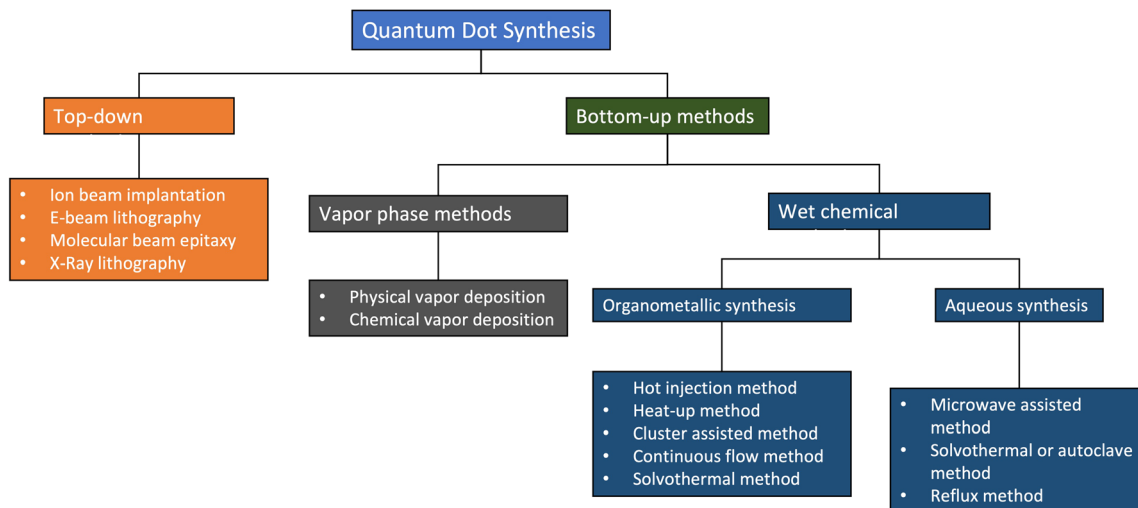 Quantum Dot Synthesis
Top-down
Bottom-up methods
• Ion beam implantation
• E-beam lithography
• Molecular beam epitaxy
• X-Ray lithography
Vapor phase methods
Wet chemical
• Physical vapor deposition
• Chemical vapor deposition
Organometallic synthesis
Aqueous synthesis
• Hot injection method
• Heat-up method
• Cluster assisted method
• Continuous flow method
• Solvothermal method
• Microwave assisted
method
• Solvothermal or autoclave
method
• Reflux method